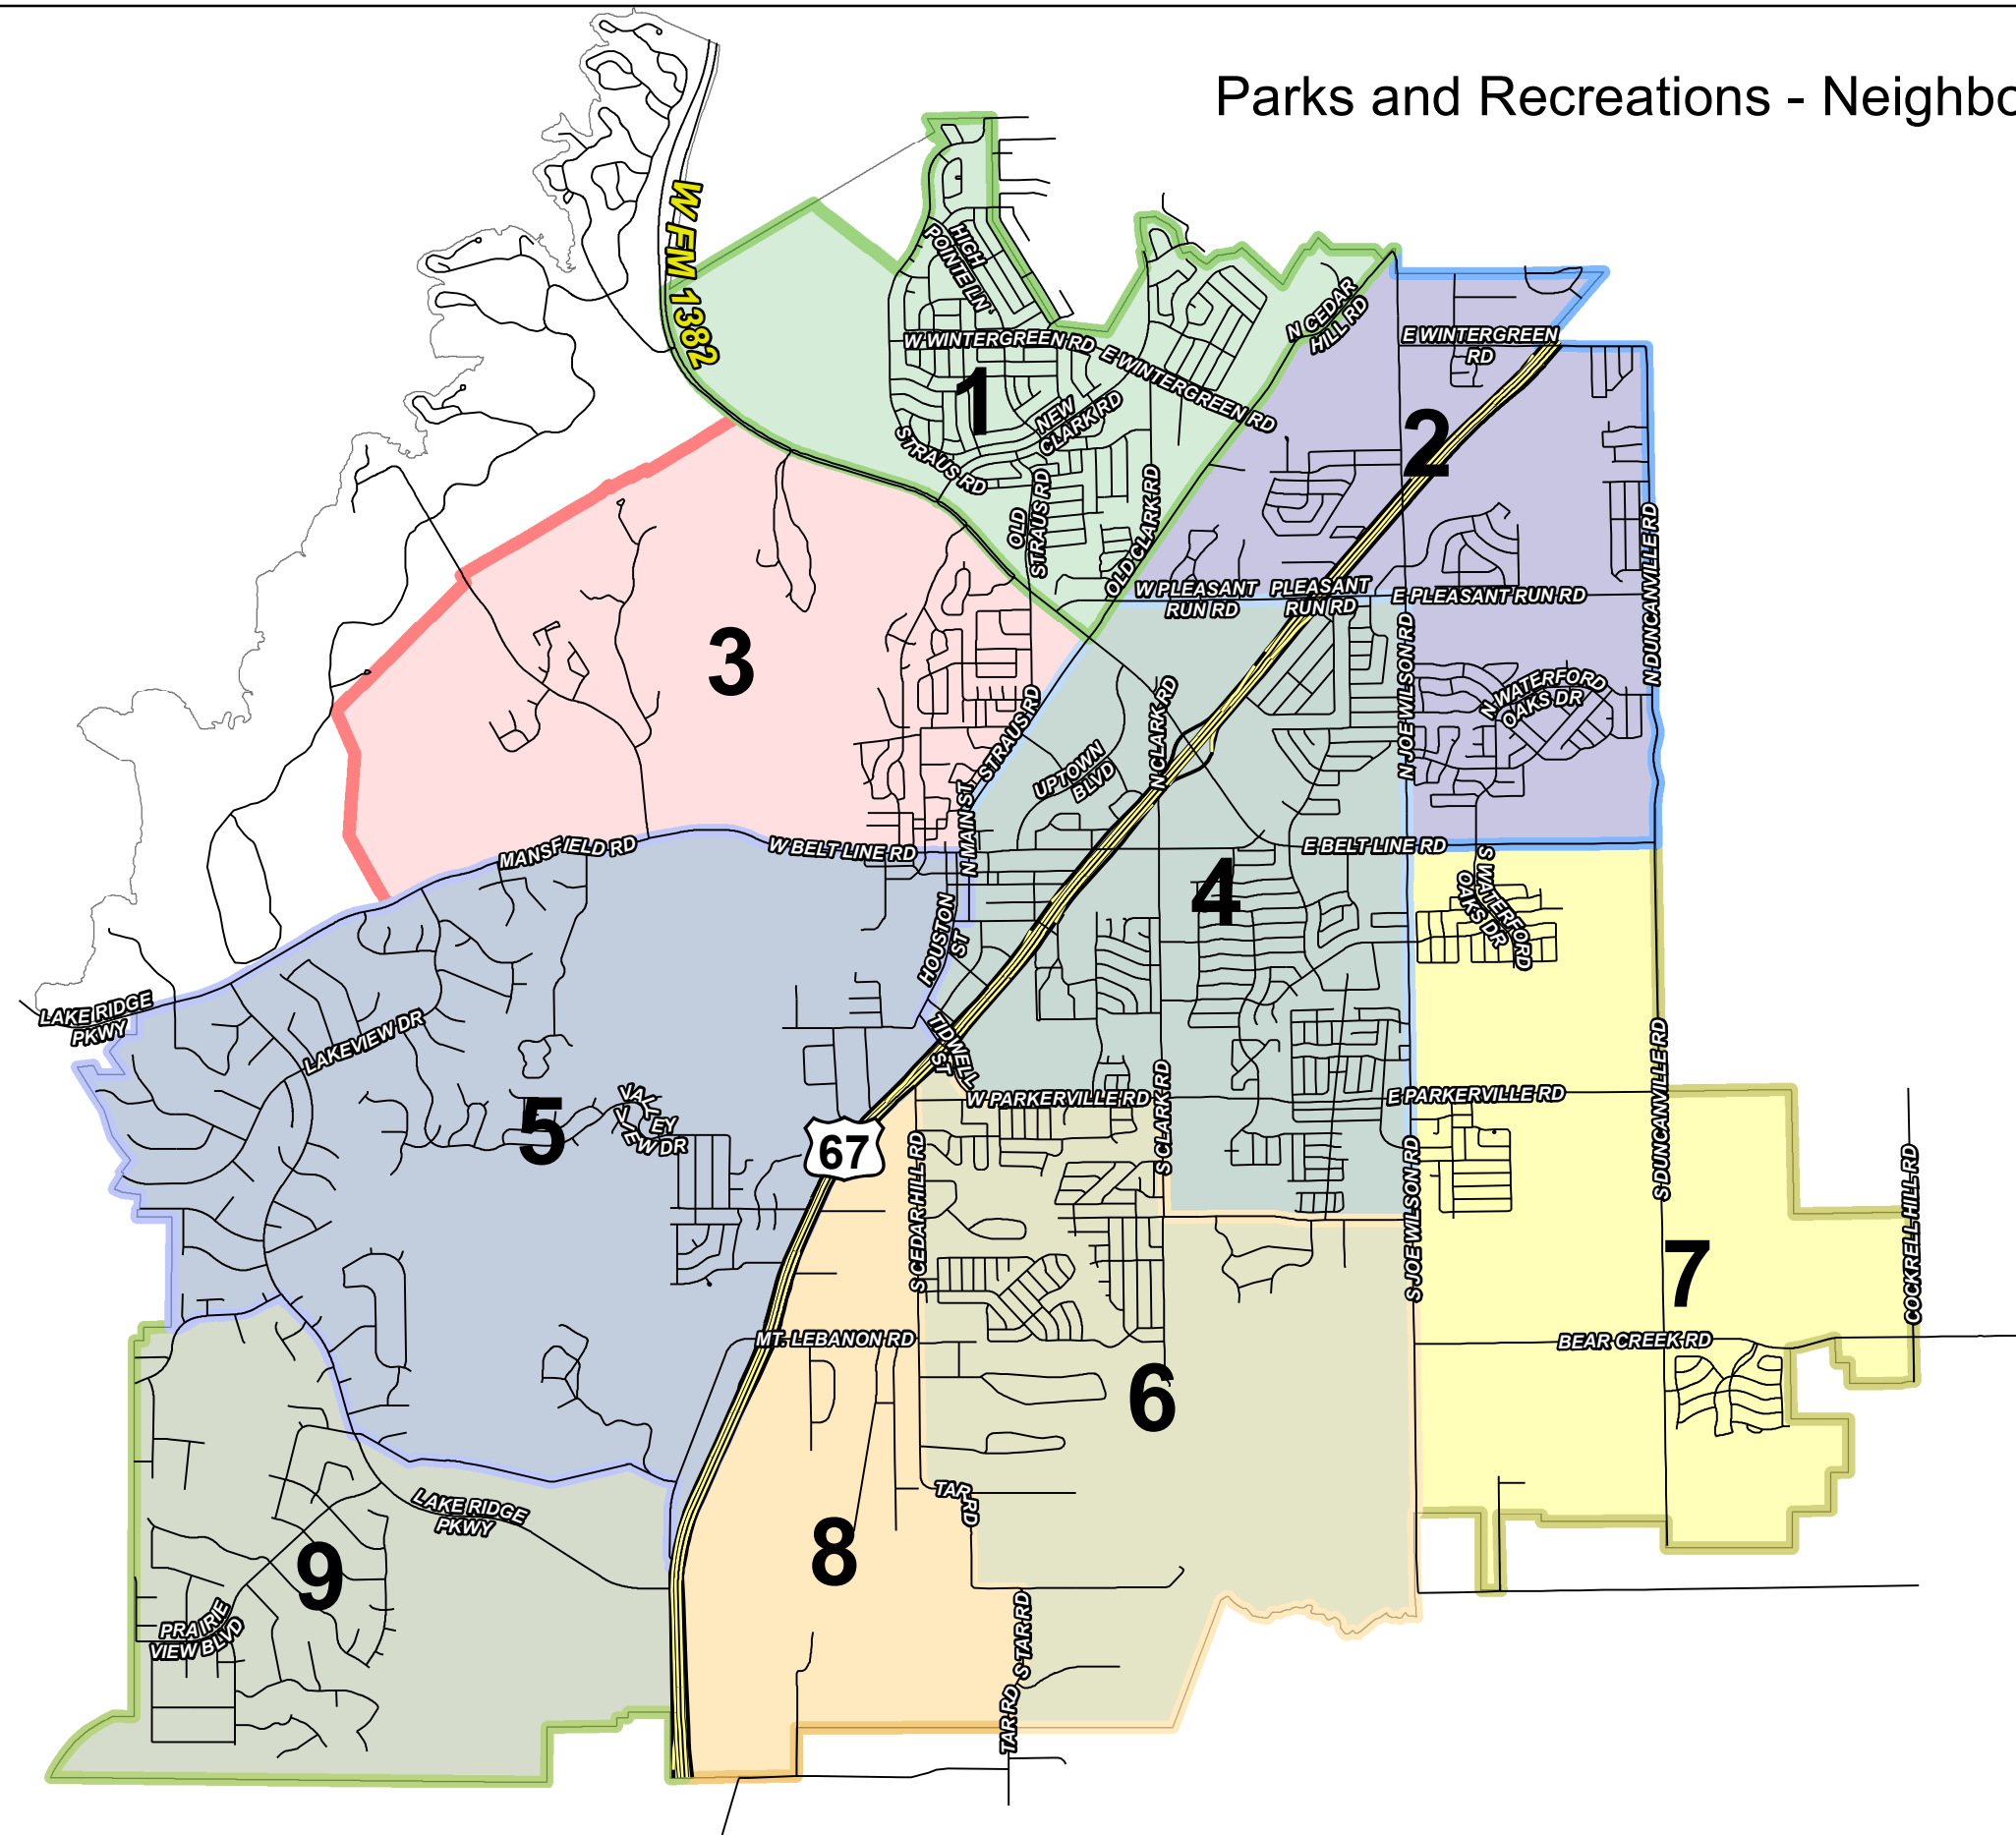 Parks and Recreations - Neighbo
W FM 1382
HIGH
POINTE LN
N CEDAR
HILL RD
W WINTERGREEN RD
E WINTERGREEN RD
E WINTERGREEN
RD
1
NEW
CLARK RD
2
STRAUS RD
OLD
STRAUS RD
OLD CLARK RD
N DUNCANVILLE RD
W PLEASANT
RUN RD
PLEASANT
RUN RD
E PLEASANT RUN RD
3
N JOE WILSON RD
N WATERFORD
OAKS DR
STRAUS RD
N CLARK RD
UPTOWN
BLVD
N MAIN ST
MANSFIELD RD
W BELT LINE RD
E BELT LINE RD
4
S WATERFORD
OAKS DR
HOUSTON
ST
LAKE RIDGE
PKWY
LAKEVIEW DR
TIDWELL
ST
S DUNCANVILLE RD
W PARKERVILLE RD
E PARKERVILLE RD
S CLARK RD
5
VALLEY
VIEW DR
67
S CEDAR HILL RD
S JOE WILSON RD
COCKRELL HILL RD
7
MT. LEBANON RD
BEAR CREEK RD
6
LAKE RIDGE
PKWY
TAR RD
8
9
PRAIRIE
VIEW BLVD
S TAR RD
TAR RD